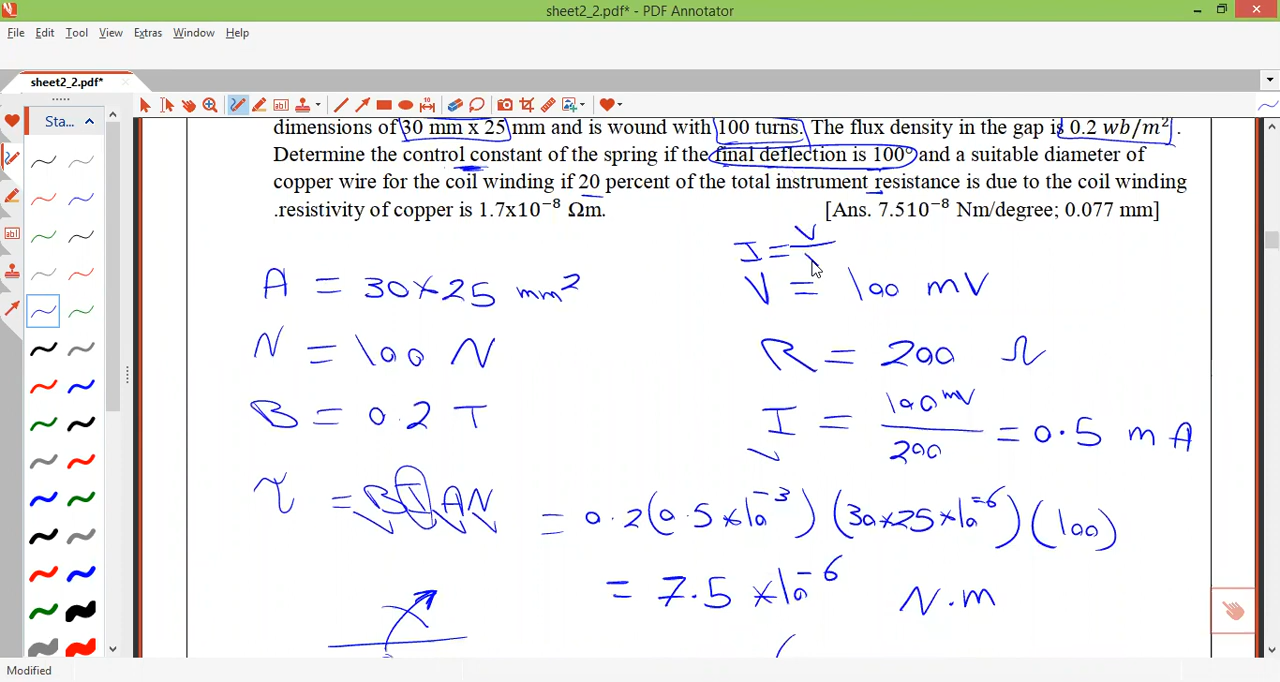 sheet2_2.pdf* - PDF Annotator
File Edit Tool View Extras Window Help
sheet2_2.pdf*
Sta...
dimensions of 30 mm x 25 mm and is wound with 100 turns. The flux density in the gap is 0.2 wb/m² .
Determine the control constant of the spring if the final deflection is 100° and a suitable diameter of
copper wire for the coil winding if 20 percent of the total instrument resistance is due to the coil winding
.resistivity of copper is 1.7x10⁻⁸ Ωm. [Ans. 7.510⁻⁸ Nm/degree; 0.077 mm]
I = V
A = 30 × 25 mm²
V = 100 mV
N = 100 N
R = 200 Ω
B = 0.2 T
I = 100 mV / 200 = 0.5 mA
τ = B I A N = 0.2 (0.5 × 10⁻³) (30 × 25 × 10⁻⁶) (100)
= 7.5 × 10⁻⁶ N.m
Modified